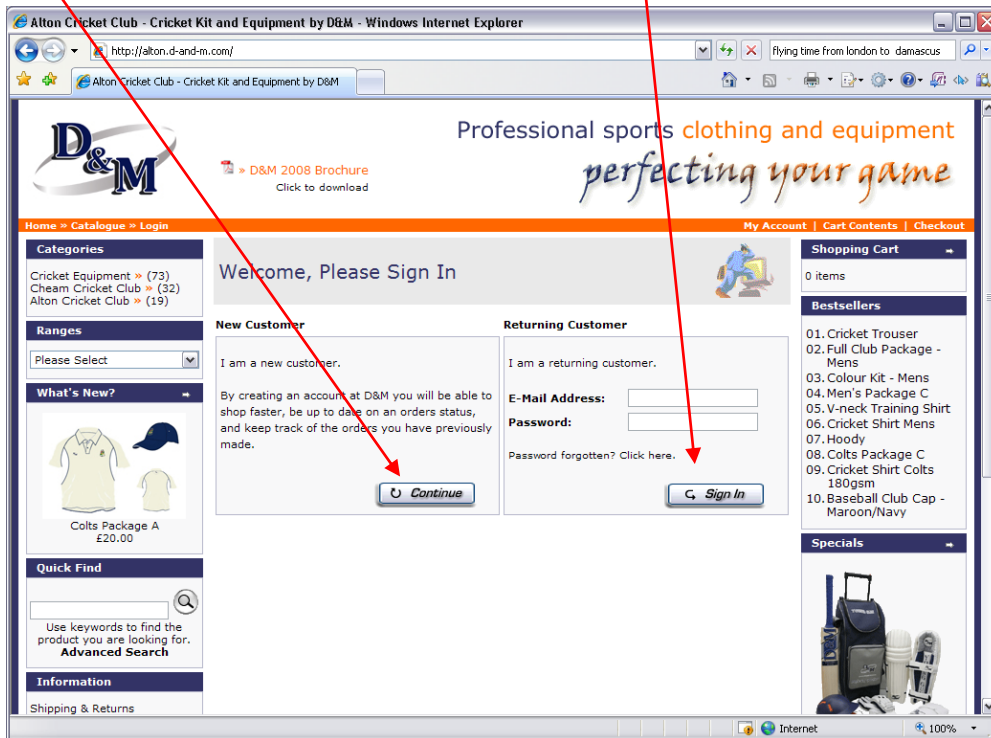 Alton Cricket Club - Cricket Kit and Equipment by D&M - Windows Internet Explorer
http://alton.d-and-m.com/
flying time from london to damascus
Alton Cricket Club - Cricket Kit and Equipment by D&M
D&M
» D&M 2008 Brochure
Click to download
Professional sports clothing and equipment
perfecting your game
Home » Catalogue » Login
My Account | Cart Contents | Checkout
Categories
Cricket Equipment » (73)
Cheam Cricket Club » (32)
Alton Cricket Club » (19)
Ranges
Please Select
What's New?
Colts Package A
£20.00
Quick Find
Use keywords to find the
product you are looking for.
Advanced Search
Information
Shipping & Returns
Welcome, Please Sign In
New Customer
I am a new customer.
By creating an account at D&M you will be able to
shop faster, be up to date on an orders status,
and keep track of the orders you have previously
made.
Continue
Returning Customer
I am a returning customer.
E-Mail Address:
Password:
Password forgotten? Click here.
Sign In
Shopping Cart
0 items
Bestsellers
01. Cricket Trouser
02. Full Club Package -
Mens
03. Colour Kit - Mens
04. Men's Package C
05. V-neck Training Shirt
06. Cricket Shirt Mens
07. Hoody
08. Colts Package C
09. Cricket Shirt Colts
180gsm
10. Baseball Club Cap -
Maroon/Navy
Specials
Internet
100%